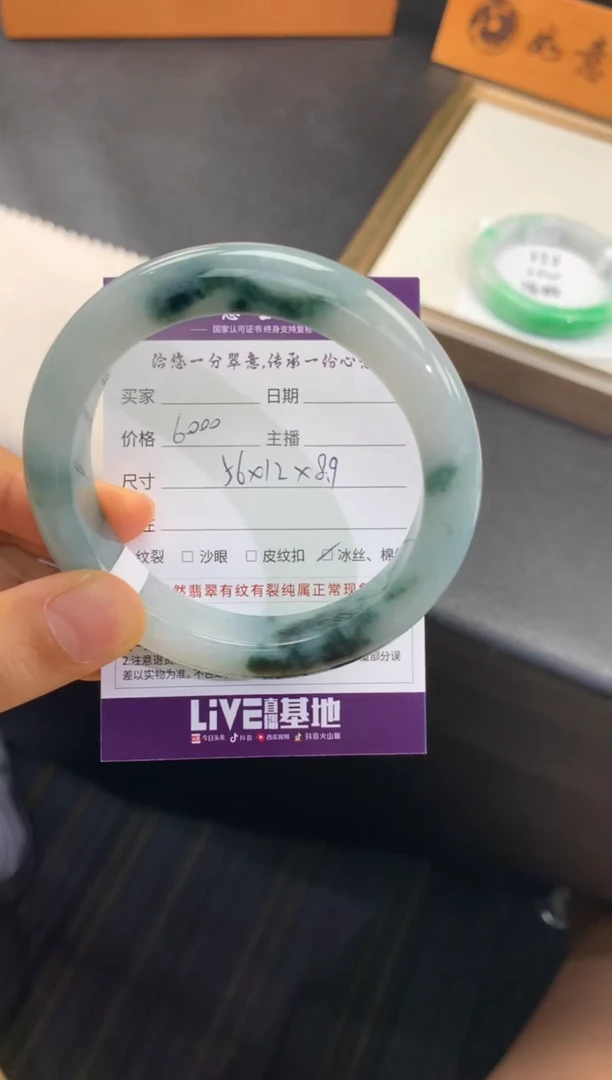 如意
国家认可证书 终身支持复检
给您一分翠意,传承一份心意
买家 日期
价格 6000 主播
尺寸 56x12x8.9
纹裂 □ 沙眼 □ 皮纹扣 ☑ 冰丝、棉
然翡翠有纹有裂纯属正常现象
2.注意退货 部分误
差以实物为准。
LiVE直播基地
今日头条 抖音 西瓜视频 抖音火山版